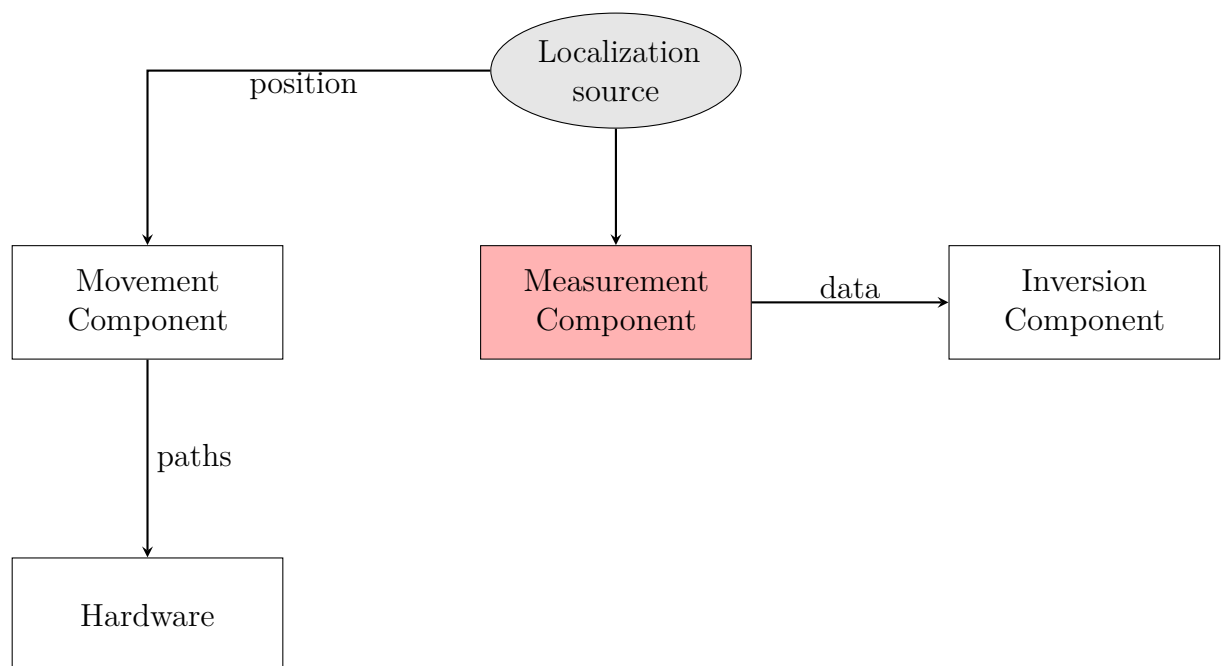 Localization
source
position
Movement
Component
Measurement
Component
data
Inversion
Component
paths
Hardware